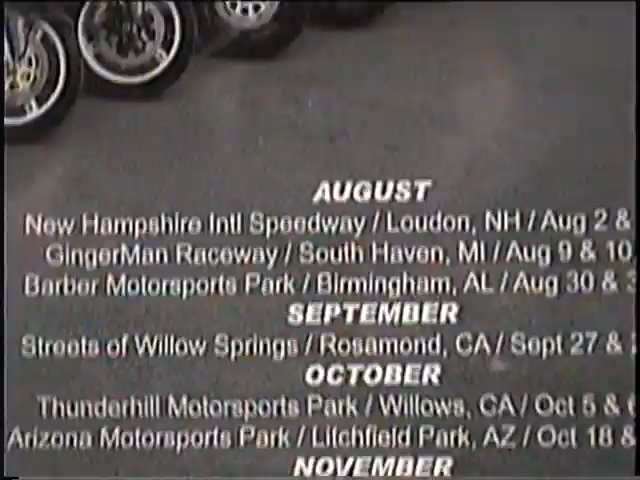 AUGUST
New Hampshire Intl Speedway / Loudon, NH / Aug 2 &
GingerMan Raceway / South Haven, MI / Aug 9 & 10,
Barber Motorsports Park / Birmingham, AL / Aug 30 &
SEPTEMBER
Streets of Willow Springs / Rosamond, CA / Sept 27 &
OCTOBER
Thunderhill Motorsports Park / Willows, CA / Oct 5 &
Arizona Motorsports Park / Litchfield Park, AZ / Oct 18 &
NOVEMBER